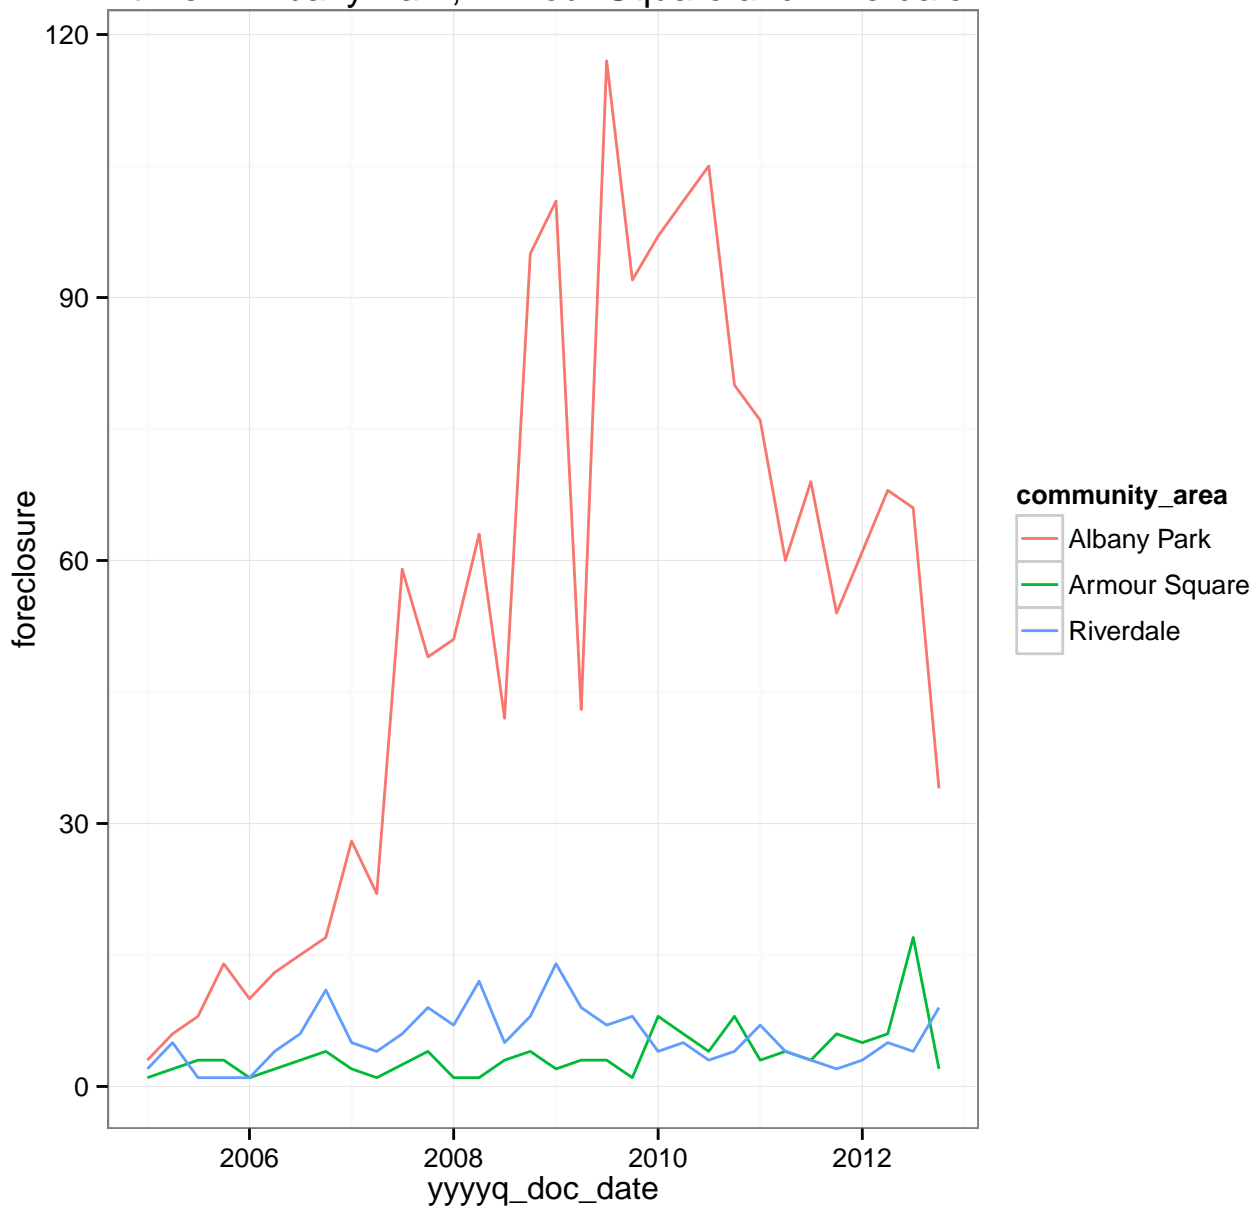 120
90
60
30
0
foreclosure
2006 2008 2010 2012
yyyyq_doc_date
community_area
Albany Park
Armour Square
Riverdale